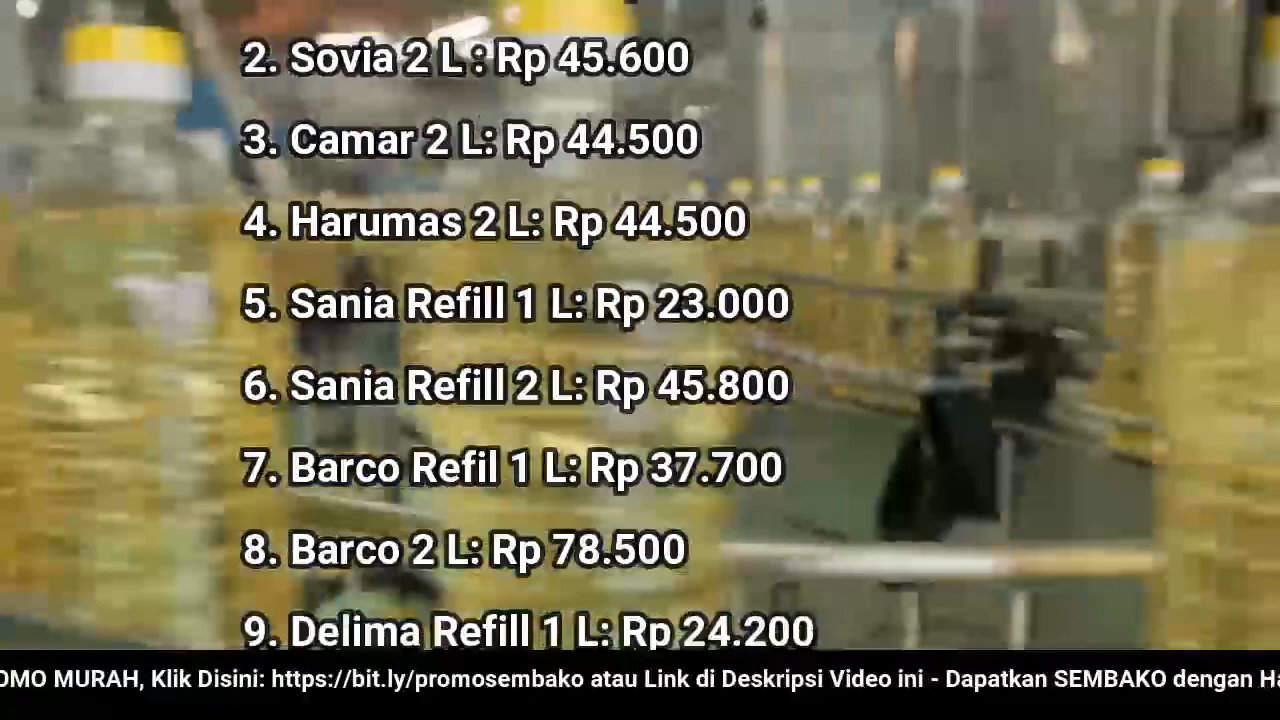 2. Sovia 2 L : Rp 45.600
3. Camar 2 L: Rp 44.500
4. Harumas 2 L: Rp 44.500
5. Sania Refill 1 L: Rp 23.000
6. Sania Refill 2 L: Rp 45.800
7. Barco Refil 1 L: Rp 37.700
8. Barco 2 L: Rp 78.500
9. Delima Refill 1 L: Rp 24.200
OMO MURAH, Klik Disini: https://bit.ly/promosembako atau Link di Deskripsi Video ini - Dapatkan SEMBAKO dengan Ha